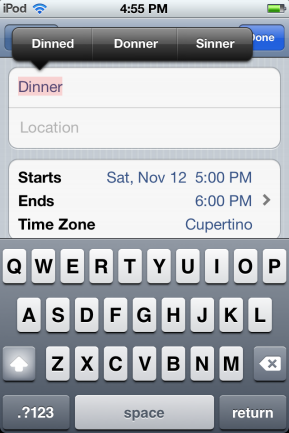 iPod 4:55 PM
Dinned Donner Sinner
Done
Dinner
Location
Starts Sat, Nov 12 5:00 PM
Ends 6:00 PM
Time Zone Cupertino
Q W E R T Y U I O P
A S D F G H J K L
Z X C V B N M
.?123 space return